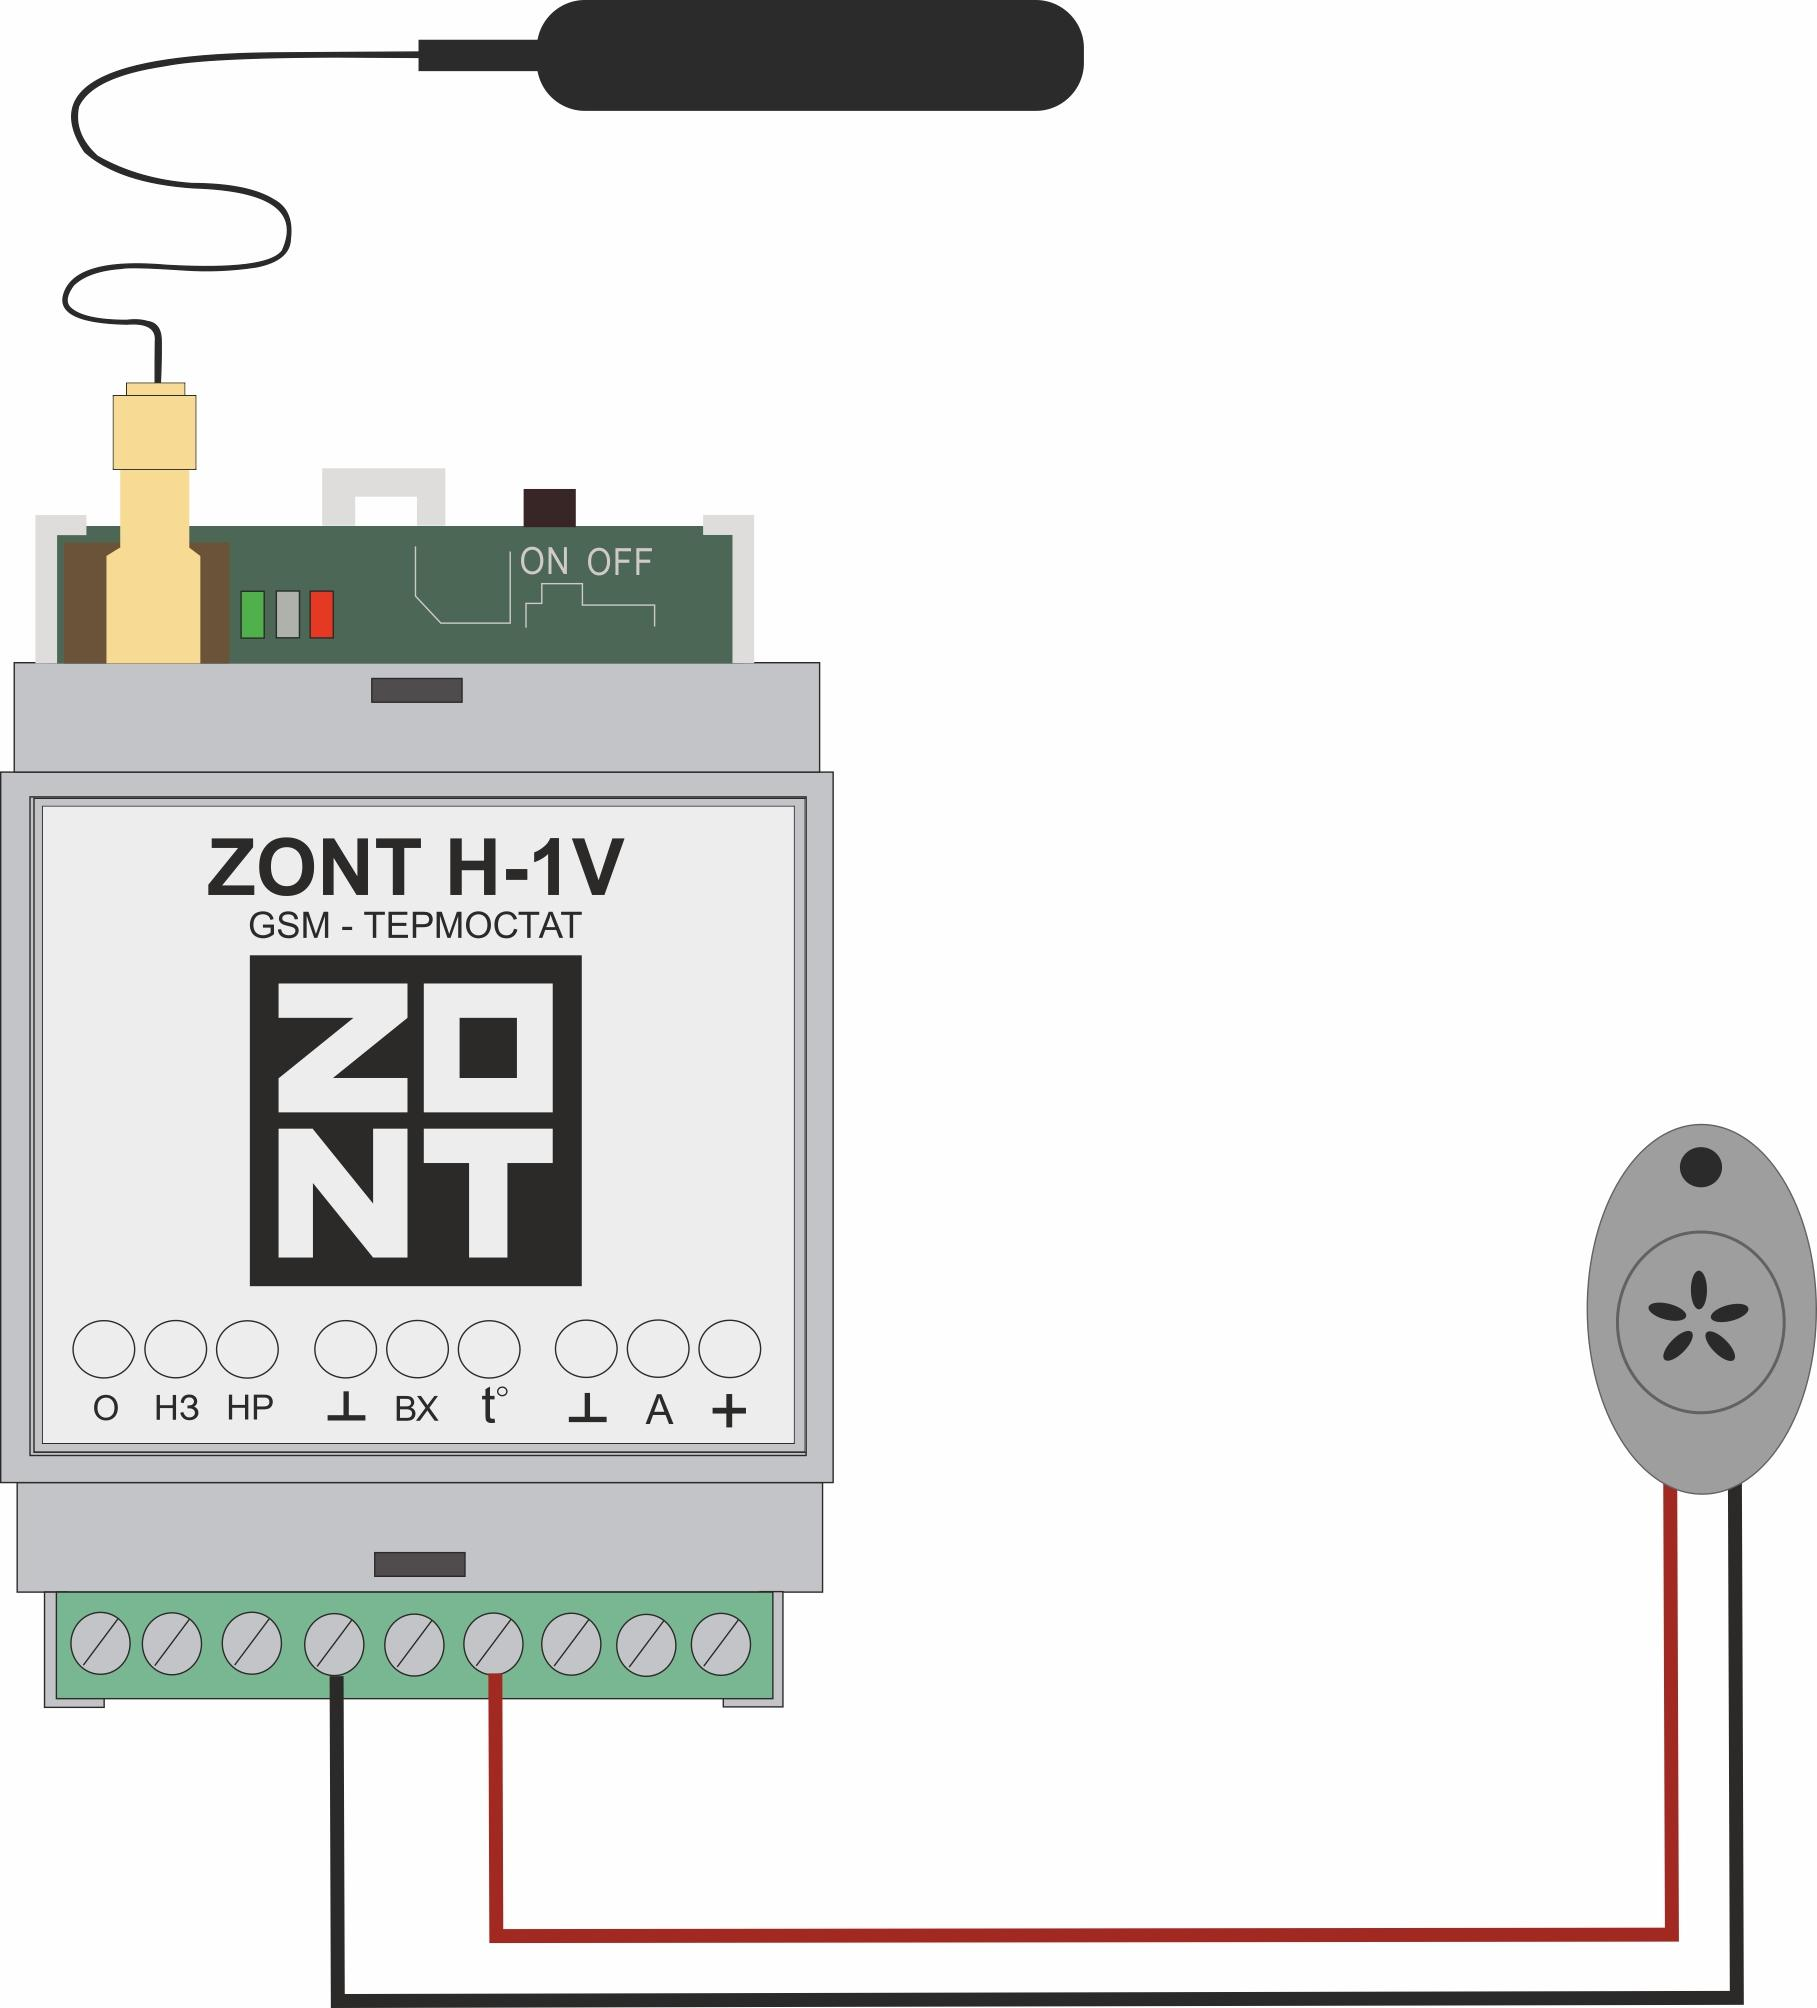 ON OFF
ZONT H-1V
GSM - ТЕРМОСТАТ
ZO
NT
О НЗ НР ⊥ ВХ t° ⊥ А +